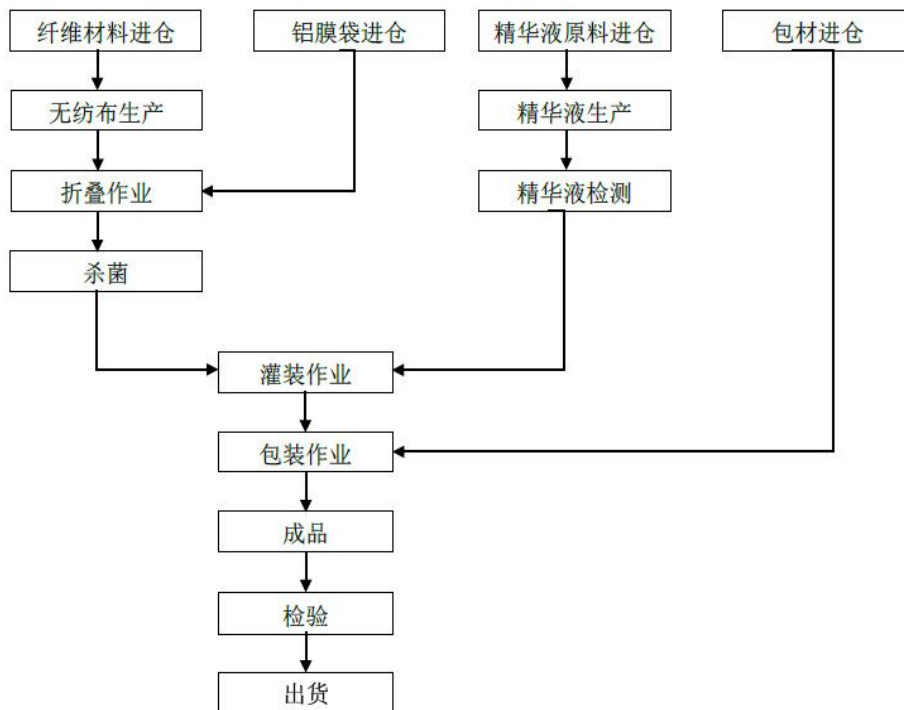 纤维材料进仓
铝膜袋进仓
精华液原料进仓
包材进仓
无纺布生产
精华液生产
折叠作业
精华液检测
杀菌
灌装作业
包装作业
成品
检验
出货